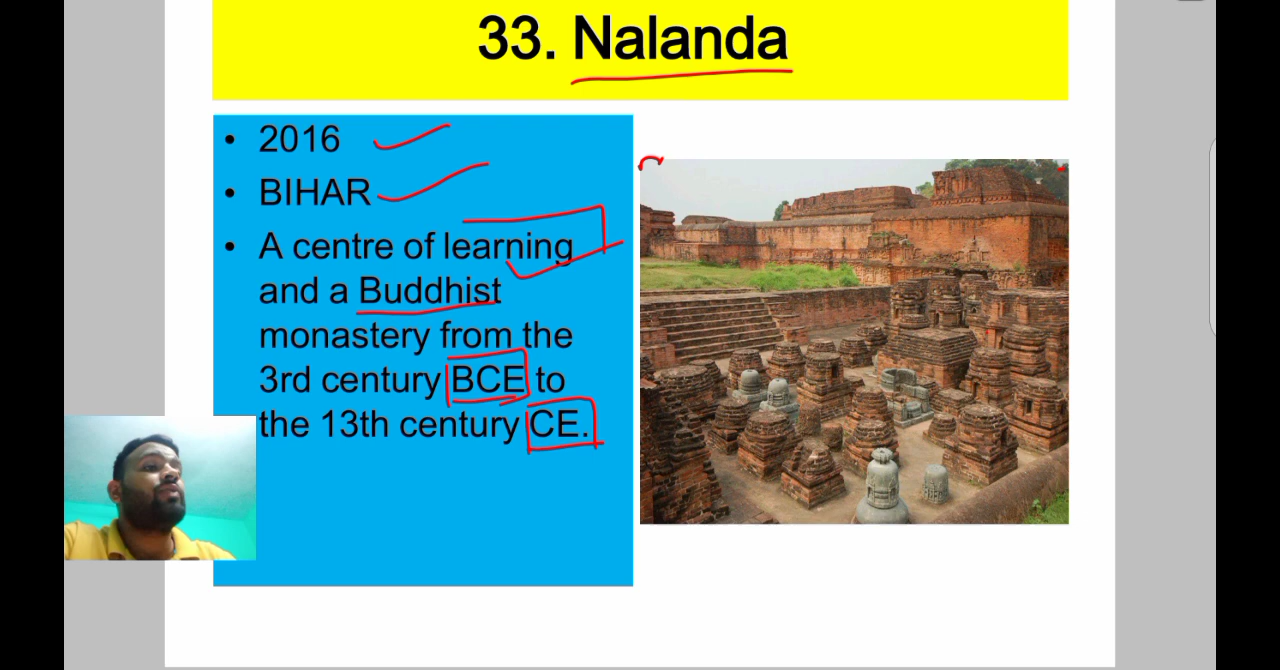 33. Nalanda
• 2016
• BIHAR
• A centre of learning
and a Buddhist
monastery from the
3rd century BCE to
the 13th century CE.